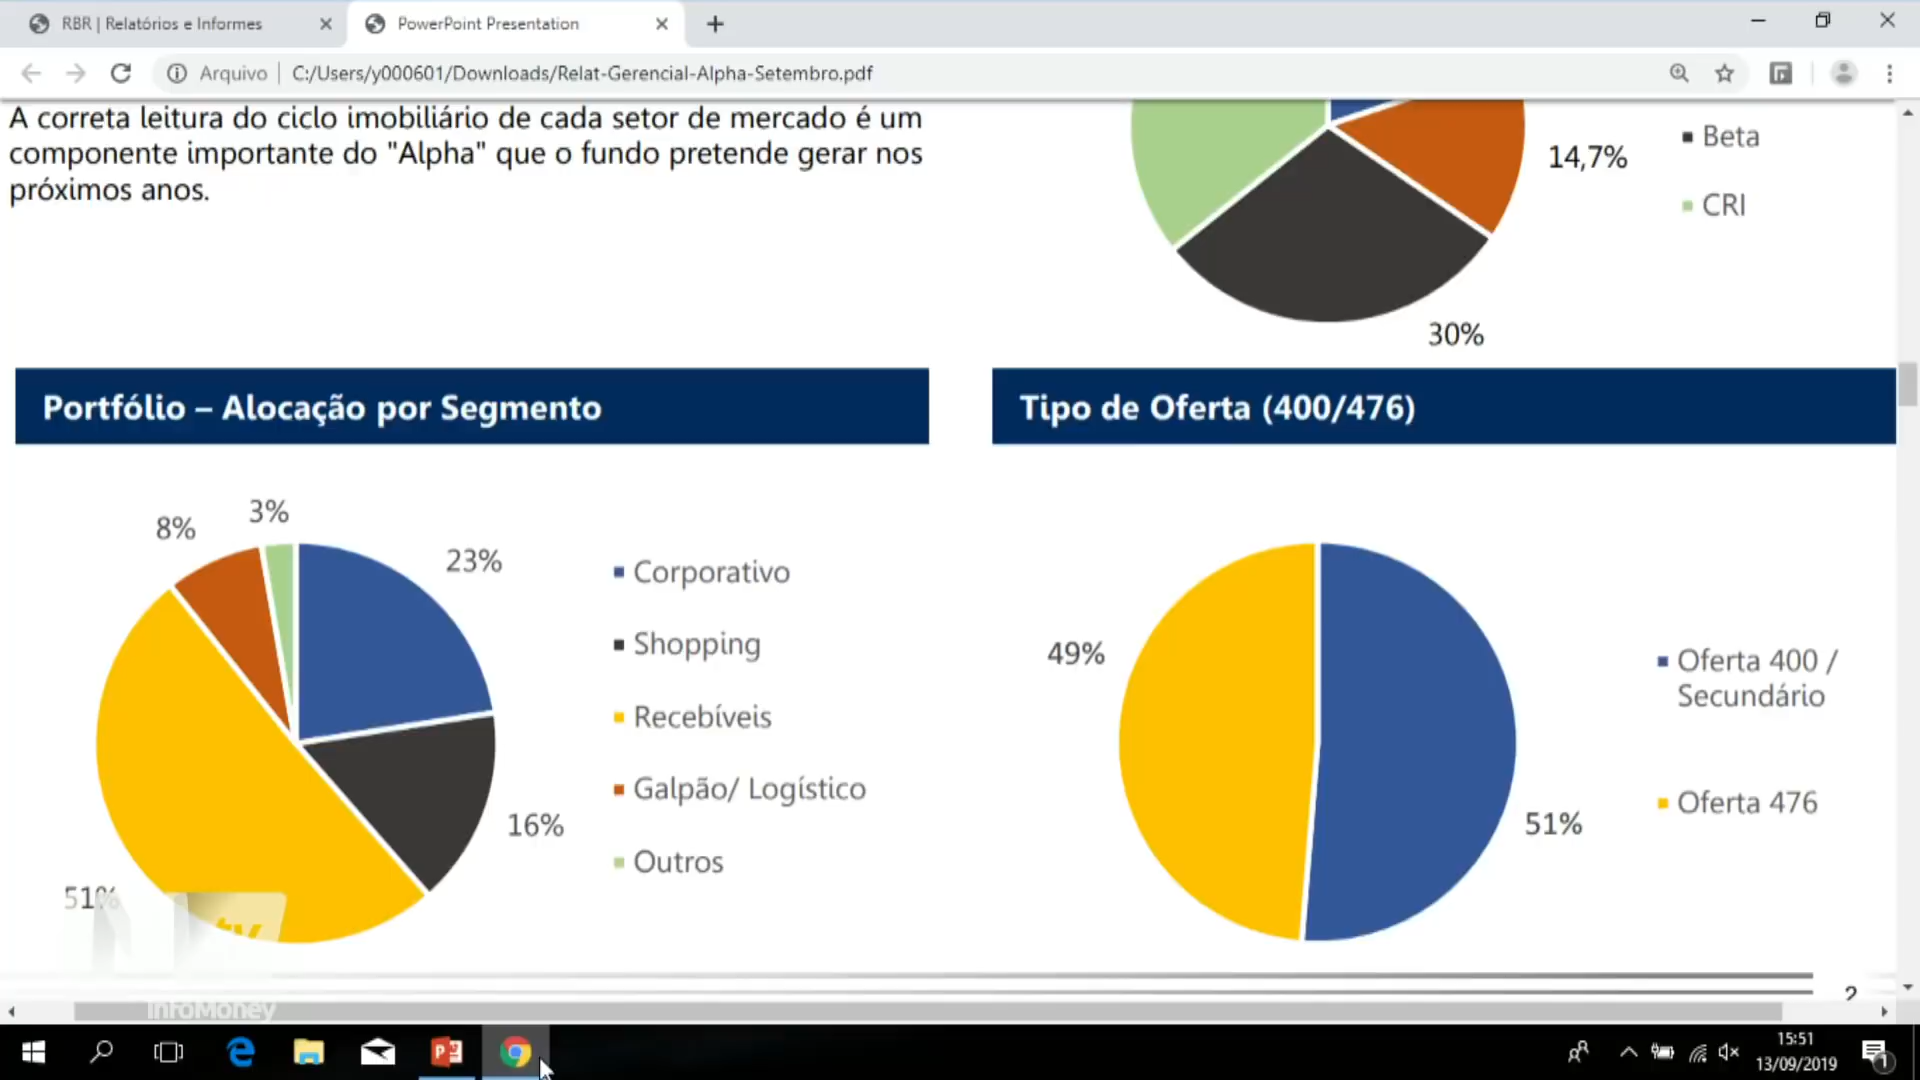 RBR | Relatórios e Informes
PowerPoint Presentation
Arquivo
C:/Users/y000601/Downloads/Relat-Gerencial-Alpha-Setembro.pdf
A correta leitura do ciclo imobiliário de cada setor de mercado é um
componente importante do "Alpha" que o fundo pretende gerar nos
próximos anos.
14,7%
30%
Beta
CRI
Portfólio – Alocação por Segmento
8%
3%
23%
16%
51%
Corporativo
Shopping
Recebíveis
Galpão/ Logístico
Outros
Tipo de Oferta (400/476)
49%
51%
Oferta 400 /
Secundário
Oferta 476
2
tv
InfoMoney
15:51
13/09/2019
1